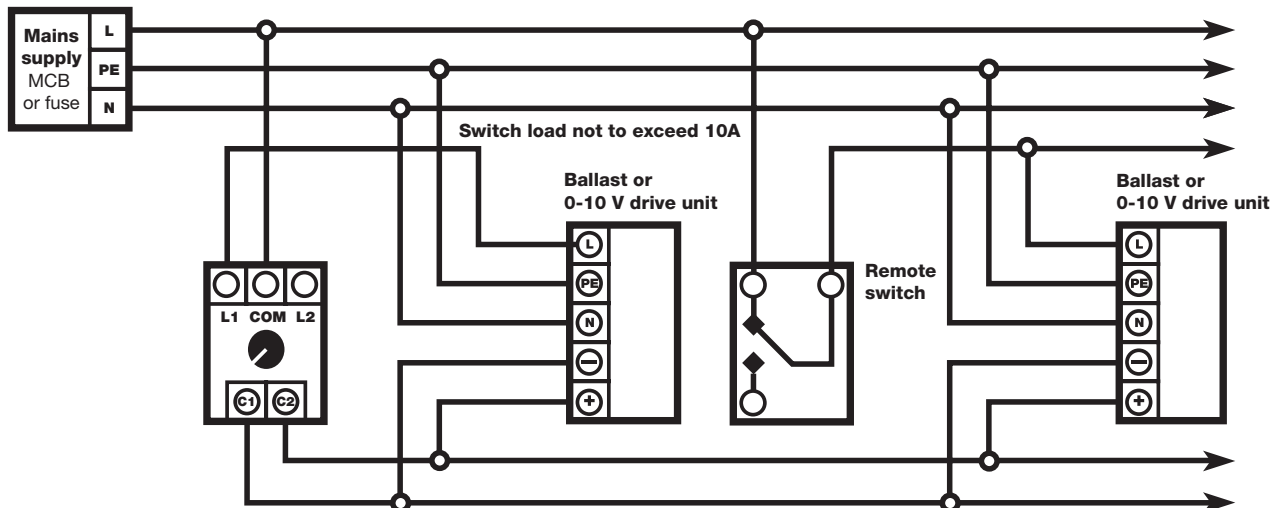 Mains
supply
MCB
or fuse
L
PE
N
Switch load not to exceed 10A
Ballast or
0-10 V drive unit
L
PE
N
−
+
Remote
switch
Ballast or
0-10 V drive unit
L
PE
N
−
+
L1 COM L2
C1 C2